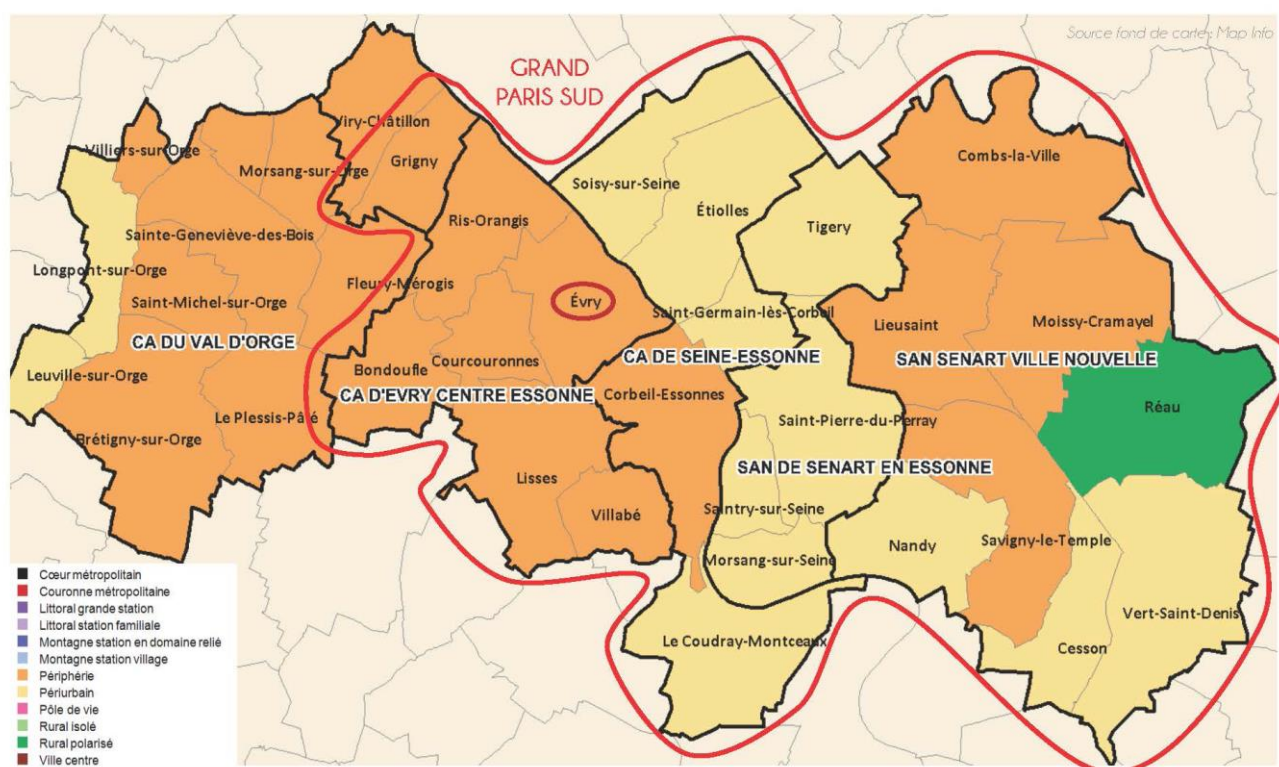 Source fond de carte : Map Info
GRAND
PARIS SUD
Viry-Châtillon
Combs-la-Ville
Villiers-sur-Orge
Grigny
Morsang-sur-Orge
Soisy-sur-Seine
Étiolles
Ris-Orangis
Tigery
Sainte-Geneviève-des-Bois
Longpont-sur-Orge
Fleury-Mérogis
Saint-Michel-sur-Orge
Évry
Saint-Germain-lès-Corbeil
Lieusaint
Moissy-Cramayel
CA DU VAL D'ORGE
CA DE SEINE-ESSONNE
SAN SENART VILLE NOUVELLE
Leuville-sur-Orge
Bondoufle
Courcouronnes
CA D'EVRY CENTRE ESSONNE
Corbeil-Essonnes
Réau
Le Plessis-Pâté
Saint-Pierre-du-Perray
Brétigny-sur-Orge
SAN DE SENART EN ESSONNE
Lisses
Saintry-sur-Seine
Villabé
Nandy
Savigny-le-Temple
Morsang-sur-Seine
Vert-Saint-Denis
Le Coudray-Montceaux
Cesson
Cœur métropolitain
Couronne métropolitaine
Littoral grande station
Littoral station familiale
Montagne station en domaine relié
Montagne station village
Périphérie
Périurbain
Pôle de vie
Rural isolé
Rural polarisé
Ville centre